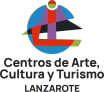 Centros de Arte,
Cultura y Turismo
LANZAROTE